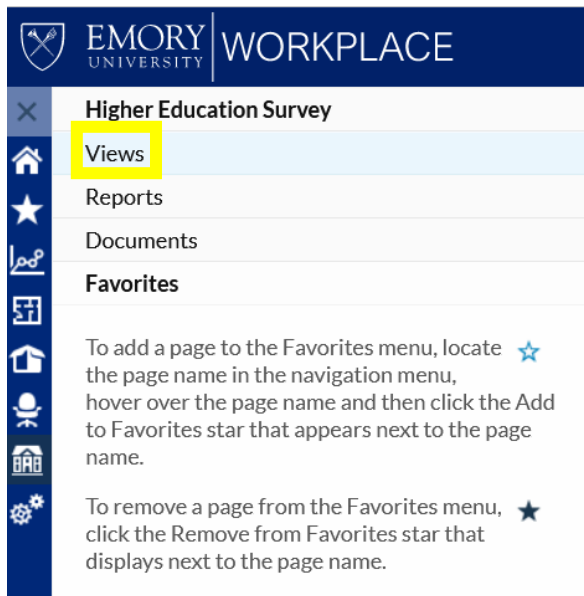 EMORY
UNIVERSITY
WORKPLACE
Higher Education Survey
Views
Reports
Documents
Favorites
To add a page to the Favorites menu, locate
the page name in the navigation menu,
hover over the page name and then click the Add
to Favorites star that appears next to the page
name.
To remove a page from the Favorites menu,
click the Remove from Favorites star that
displays next to the page name.